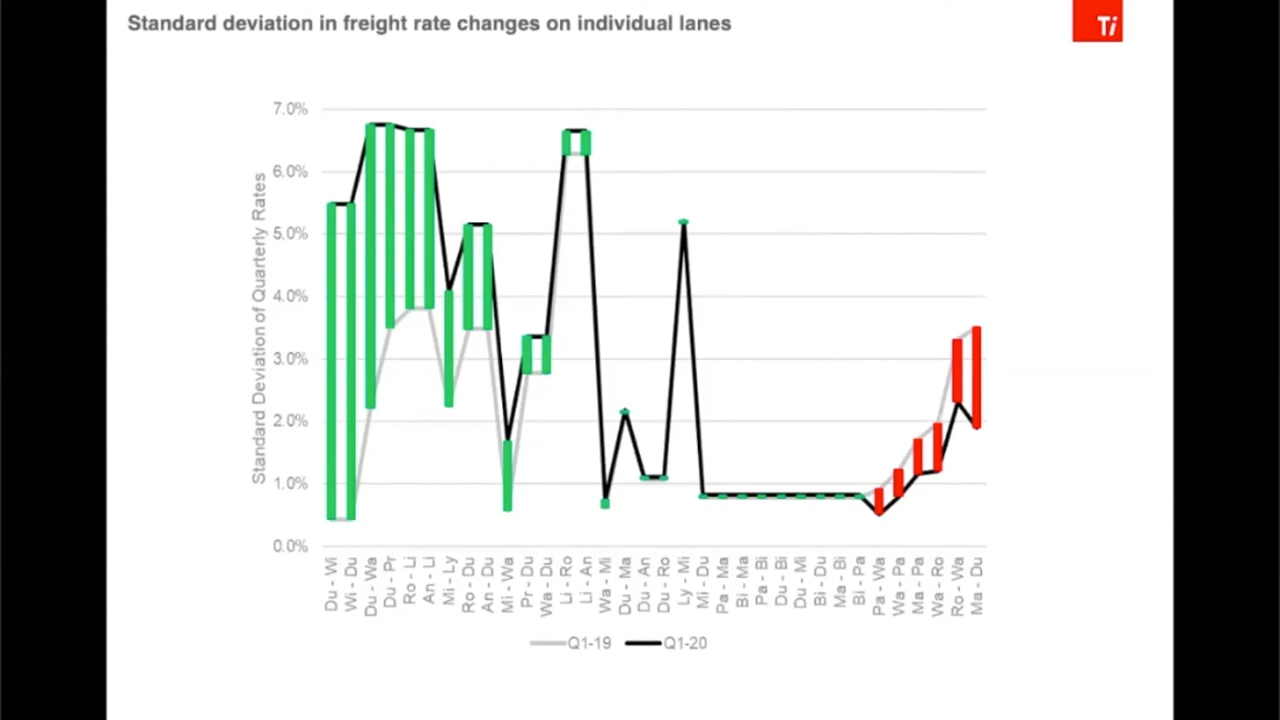 Standard deviation in freight rate changes on individual lanes
Ti
Standard Deviation of Quarterly Rates
7.0%
6.0%
5.0%
4.0%
3.0%
2.0%
1.0%
0.0%
Du - Wi
Wi - Du
Du - Wa
Du - Pr
Ro - Li
An - Li
Mi - Ly
Ro - Du
An - Du
Mi - Wa
Pr - Du
Wa - Du
Li - Ro
Li - An
Wa - Mi
Du - Ma
Du - An
Du - Ro
Ly - Mi
Mi - Du
Pa - Ma
Bi - Ma
Pa - Bi
Du - Bi
Du - Mi
Bi - Du
Ma - Bi
Bi - Pa
Pa - Wa
Wa - Pa
Ma - Pa
Wa - Ro
Ro - Wa
Ma - Du
Q1-19
Q1-20